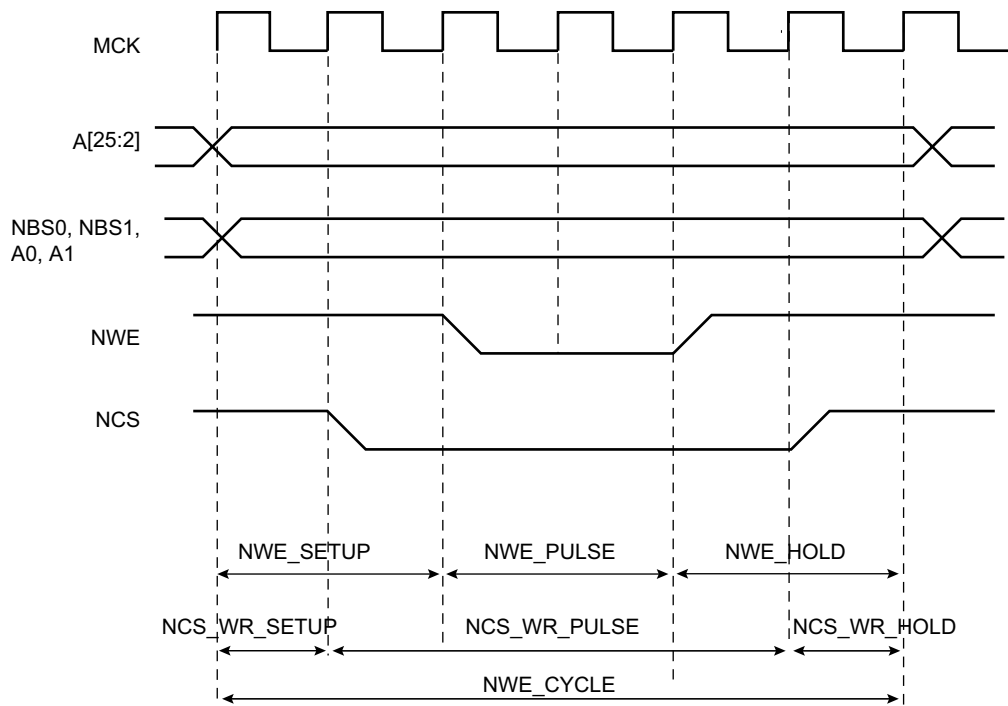 MCK
A[25:2]
NBS0, NBS1,
A0, A1
NWE
NCS
NWE_SETUP
NWE_PULSE
NWE_HOLD
NCS_WR_SETUP
NCS_WR_PULSE
NCS_WR_HOLD
NWE_CYCLE